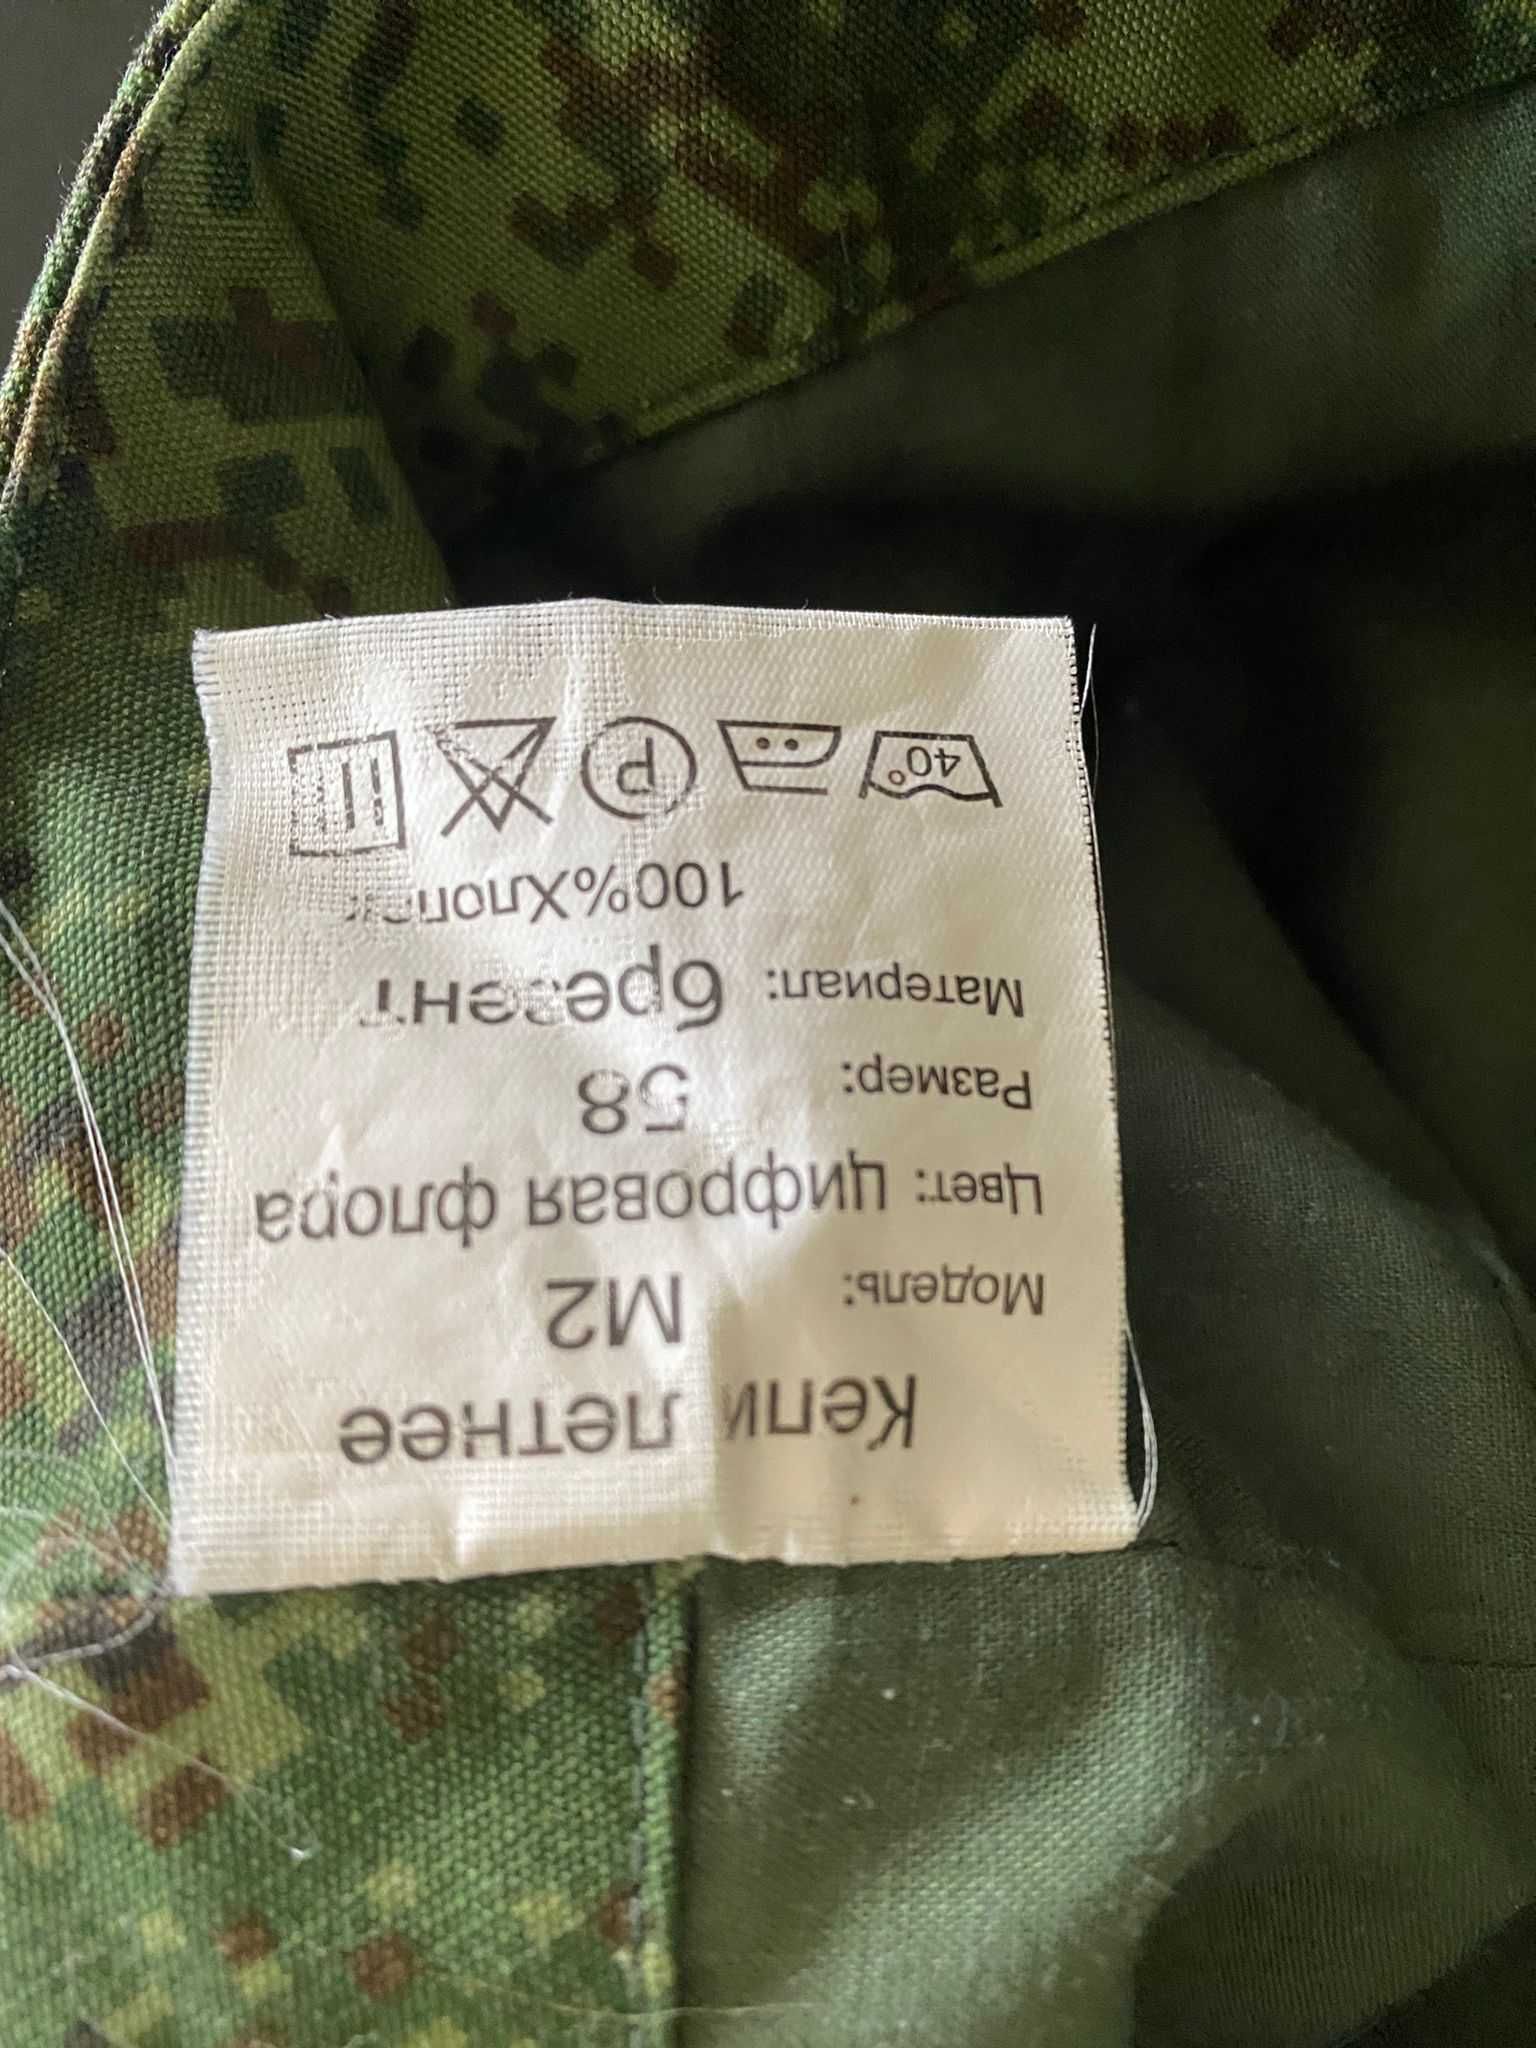 Кепи летнее
Модель: М2
Цвет: цифровая флора
Размер: 58
Материал: брезент
100%Хлопок
40° P